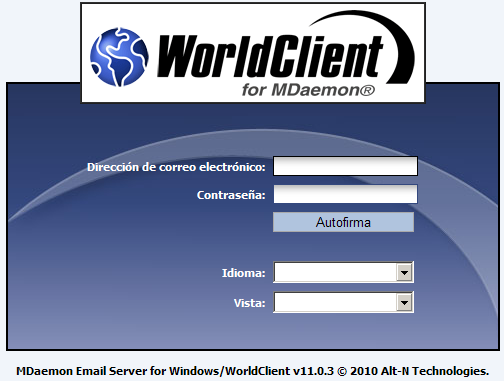 WorldClient
for MDaemon®
Dirección de correo electrónico:
Contraseña:
Autofirma
Idioma:
Vista:
MDaemon Email Server for Windows/WorldClient v11.0.3 © 2010 Alt-N Technologies.